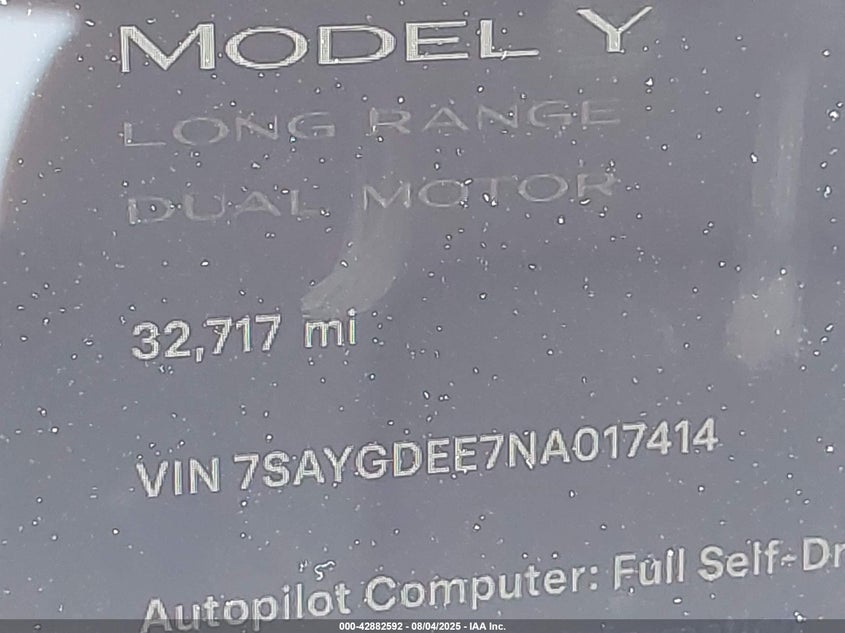 MODEL Y
LONG RANGE
DUAL MOTOR
32,717 mi
VIN 7SAYGDEE7NA017414
Autopilot Computer: Full Self-Dr
000-42882592 - 08/04/2025 - IAA Inc.